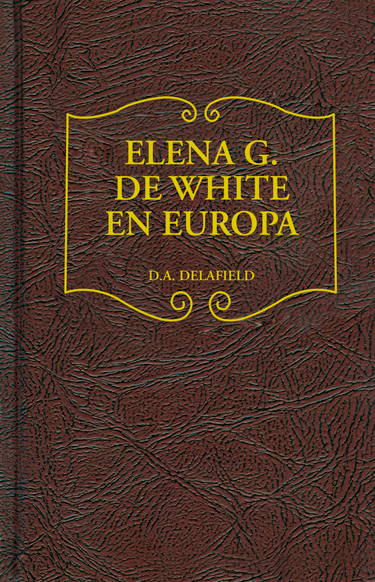 ELENA G.
DE WHITE
EN EUROPA
D.A. DELAFIELD